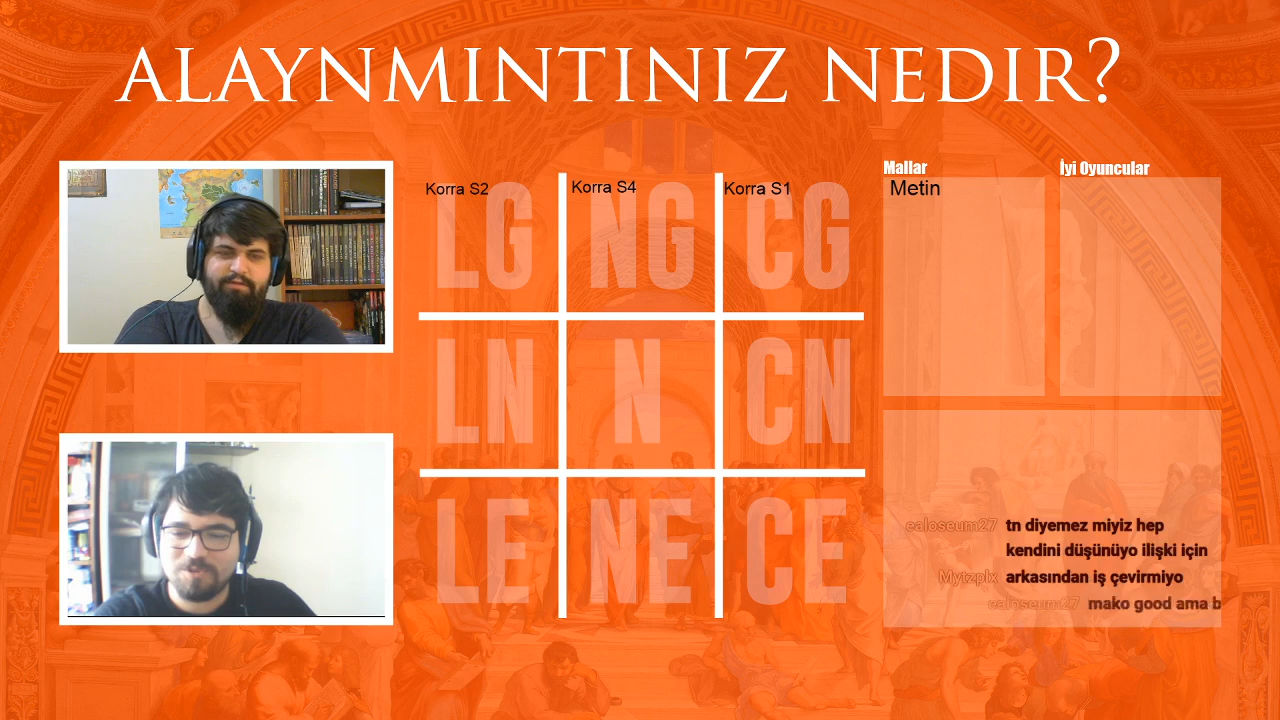 ALAYNMINTINIZ NEDIR?
Korra S2
Korra S4
Korra S1
LG
NG
CG
LN
N
CN
LE
NE
CE
Mallar
İyi Oyuncular
Metin
ealoseum27 tn diyemez miyiz hep
kendini düşünüyo ilişki için
Mytzplx arkasından iş çevirmiyo
ealoseum27 mako good ama b